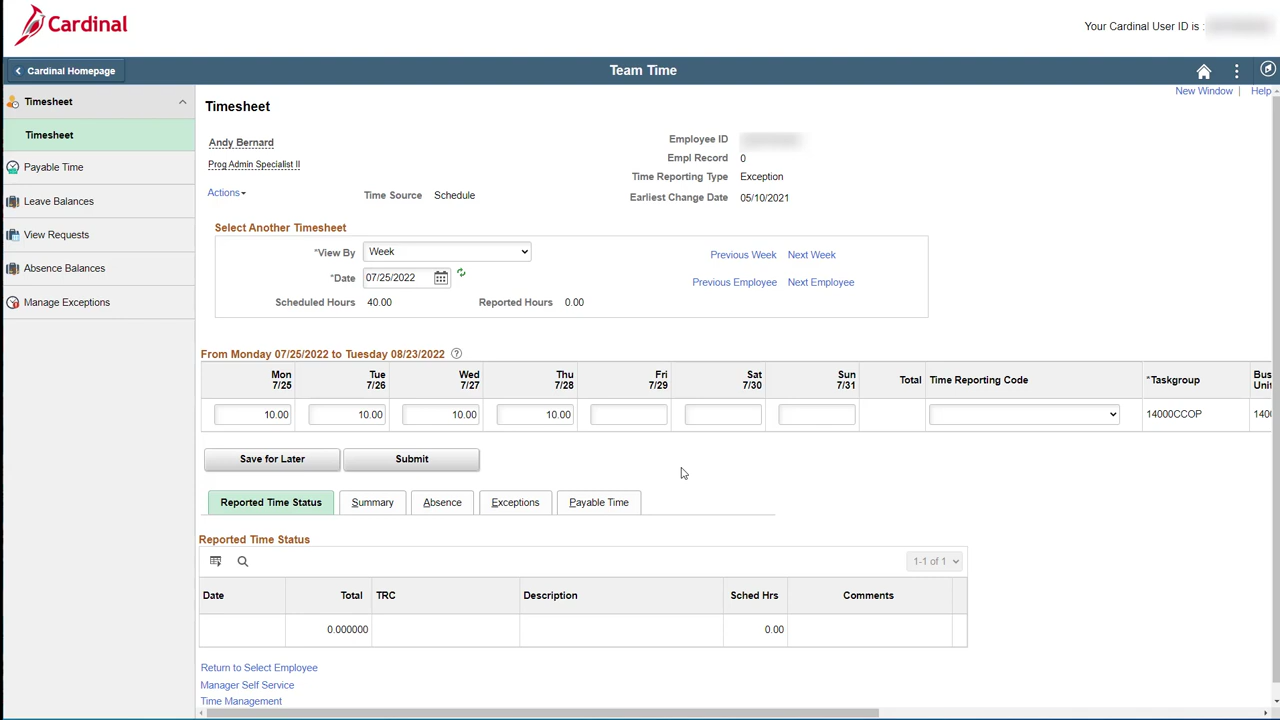 Cardinal
Your Cardinal User ID is :
Cardinal Homepage
Team Time
New Window | Help
Timesheet
Timesheet
Payable Time
Leave Balances
View Requests
Absence Balances
Manage Exceptions
Timesheet
Andy Bernard
Prog Admin Specialist II
Actions
Time Source Schedule
Employee ID
Empl Record 0
Time Reporting Type Exception
Earliest Change Date 05/10/2021
Select Another Timesheet
*View By Week
*Date 07/25/2022
Scheduled Hours 40.00 Reported Hours 0.00
Previous Week Next Week
Previous Employee Next Employee
From Monday 07/25/2022 to Tuesday 08/23/2022 ?
Mon 7/25 Tue 7/26 Wed 7/27 Thu 7/28 Fri 7/29 Sat 7/30 Sun 7/31 Total Time Reporting Code *Taskgroup Bus Unit
10.00 10.00 10.00 10.00 14000CCOP 1400
Save for Later Submit
Reported Time Status Summary Absence Exceptions Payable Time
Reported Time Status
1-1 of 1
Date Total TRC Description Sched Hrs Comments
0.000000 0.00
Return to Select Employee
Manager Self Service
Time Management